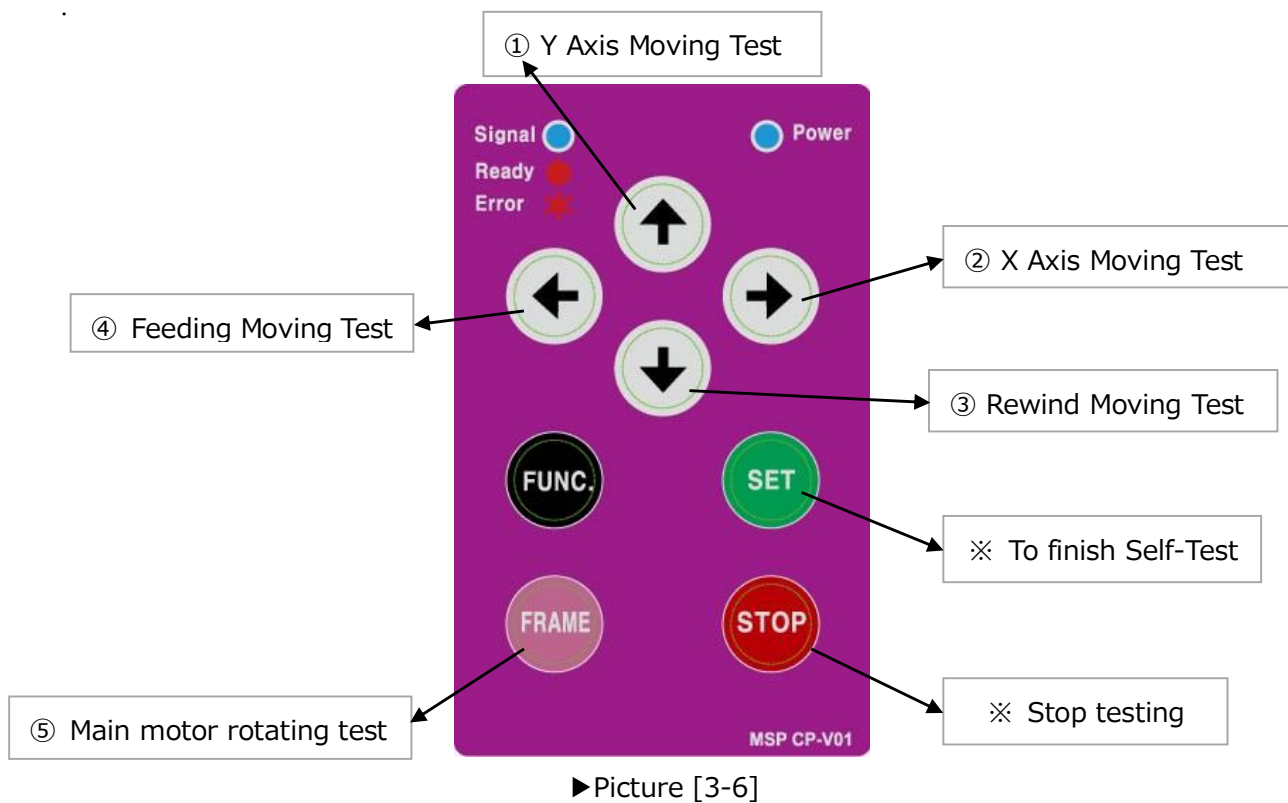 ① Y Axis Moving Test
Signal
Power
Ready
Error
② X Axis Moving Test
④ Feeding Moving Test
③ Rewind Moving Test
FUNC.
SET
※ To finish Self-Test
FRAME
STOP
⑤ Main motor rotating test
※ Stop testing
MSP CP-V01
▶Picture [3-6]